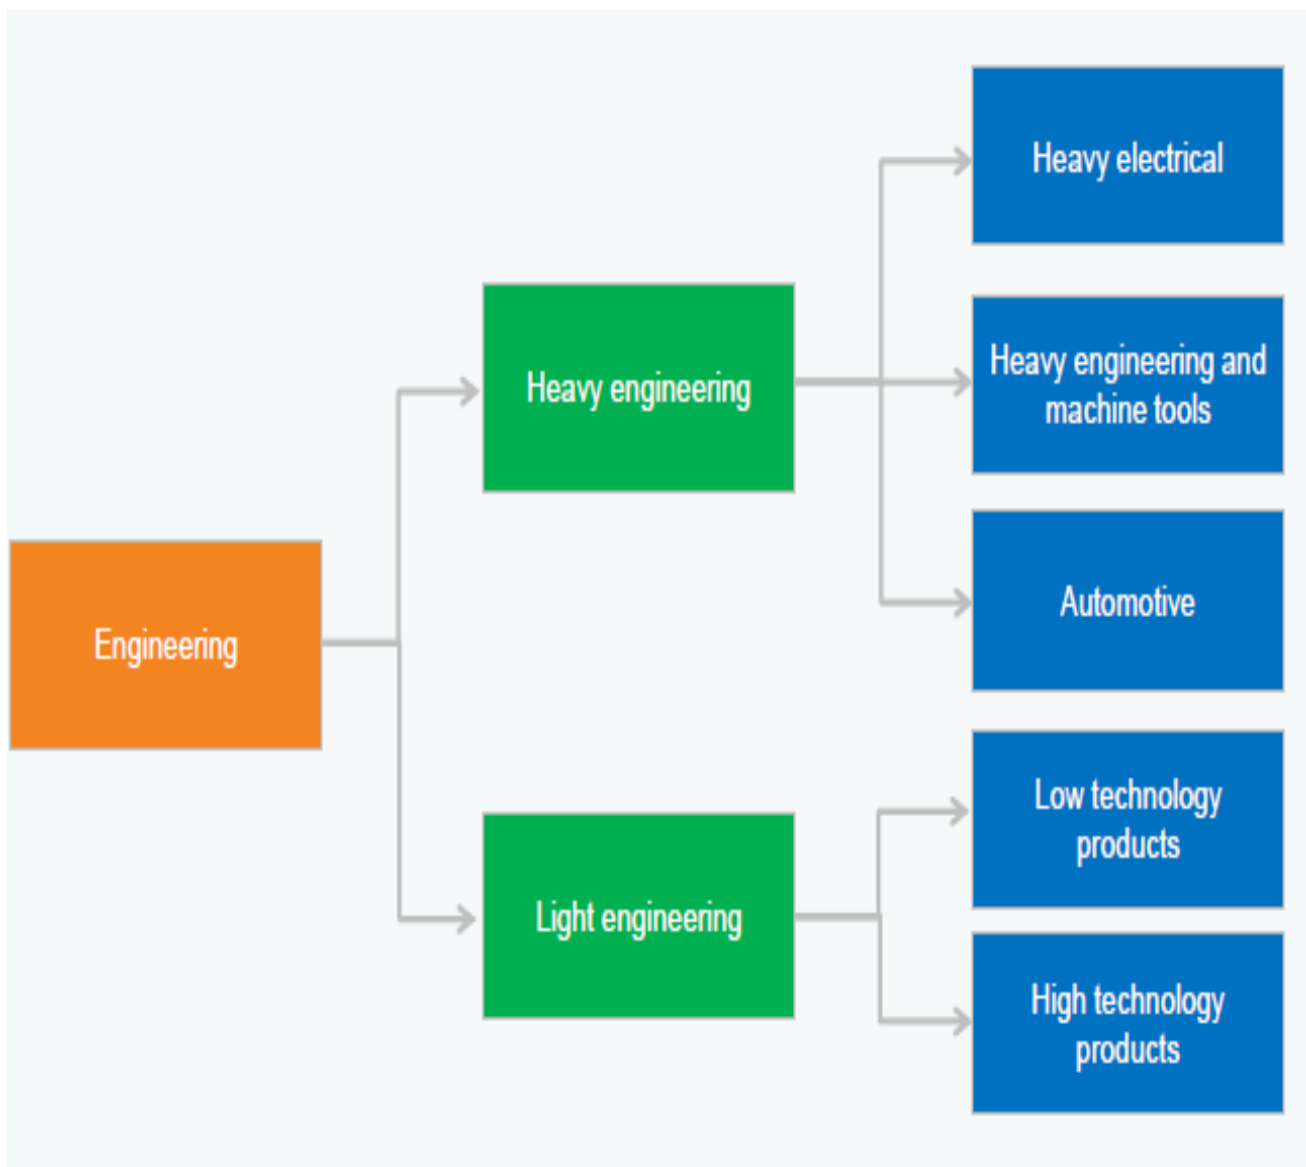 Heavy electrical
Heavy engineering and
machine tools
Heavy engineering
Automotive
Engineering
Low technology
products
Light engineering
High technology
products